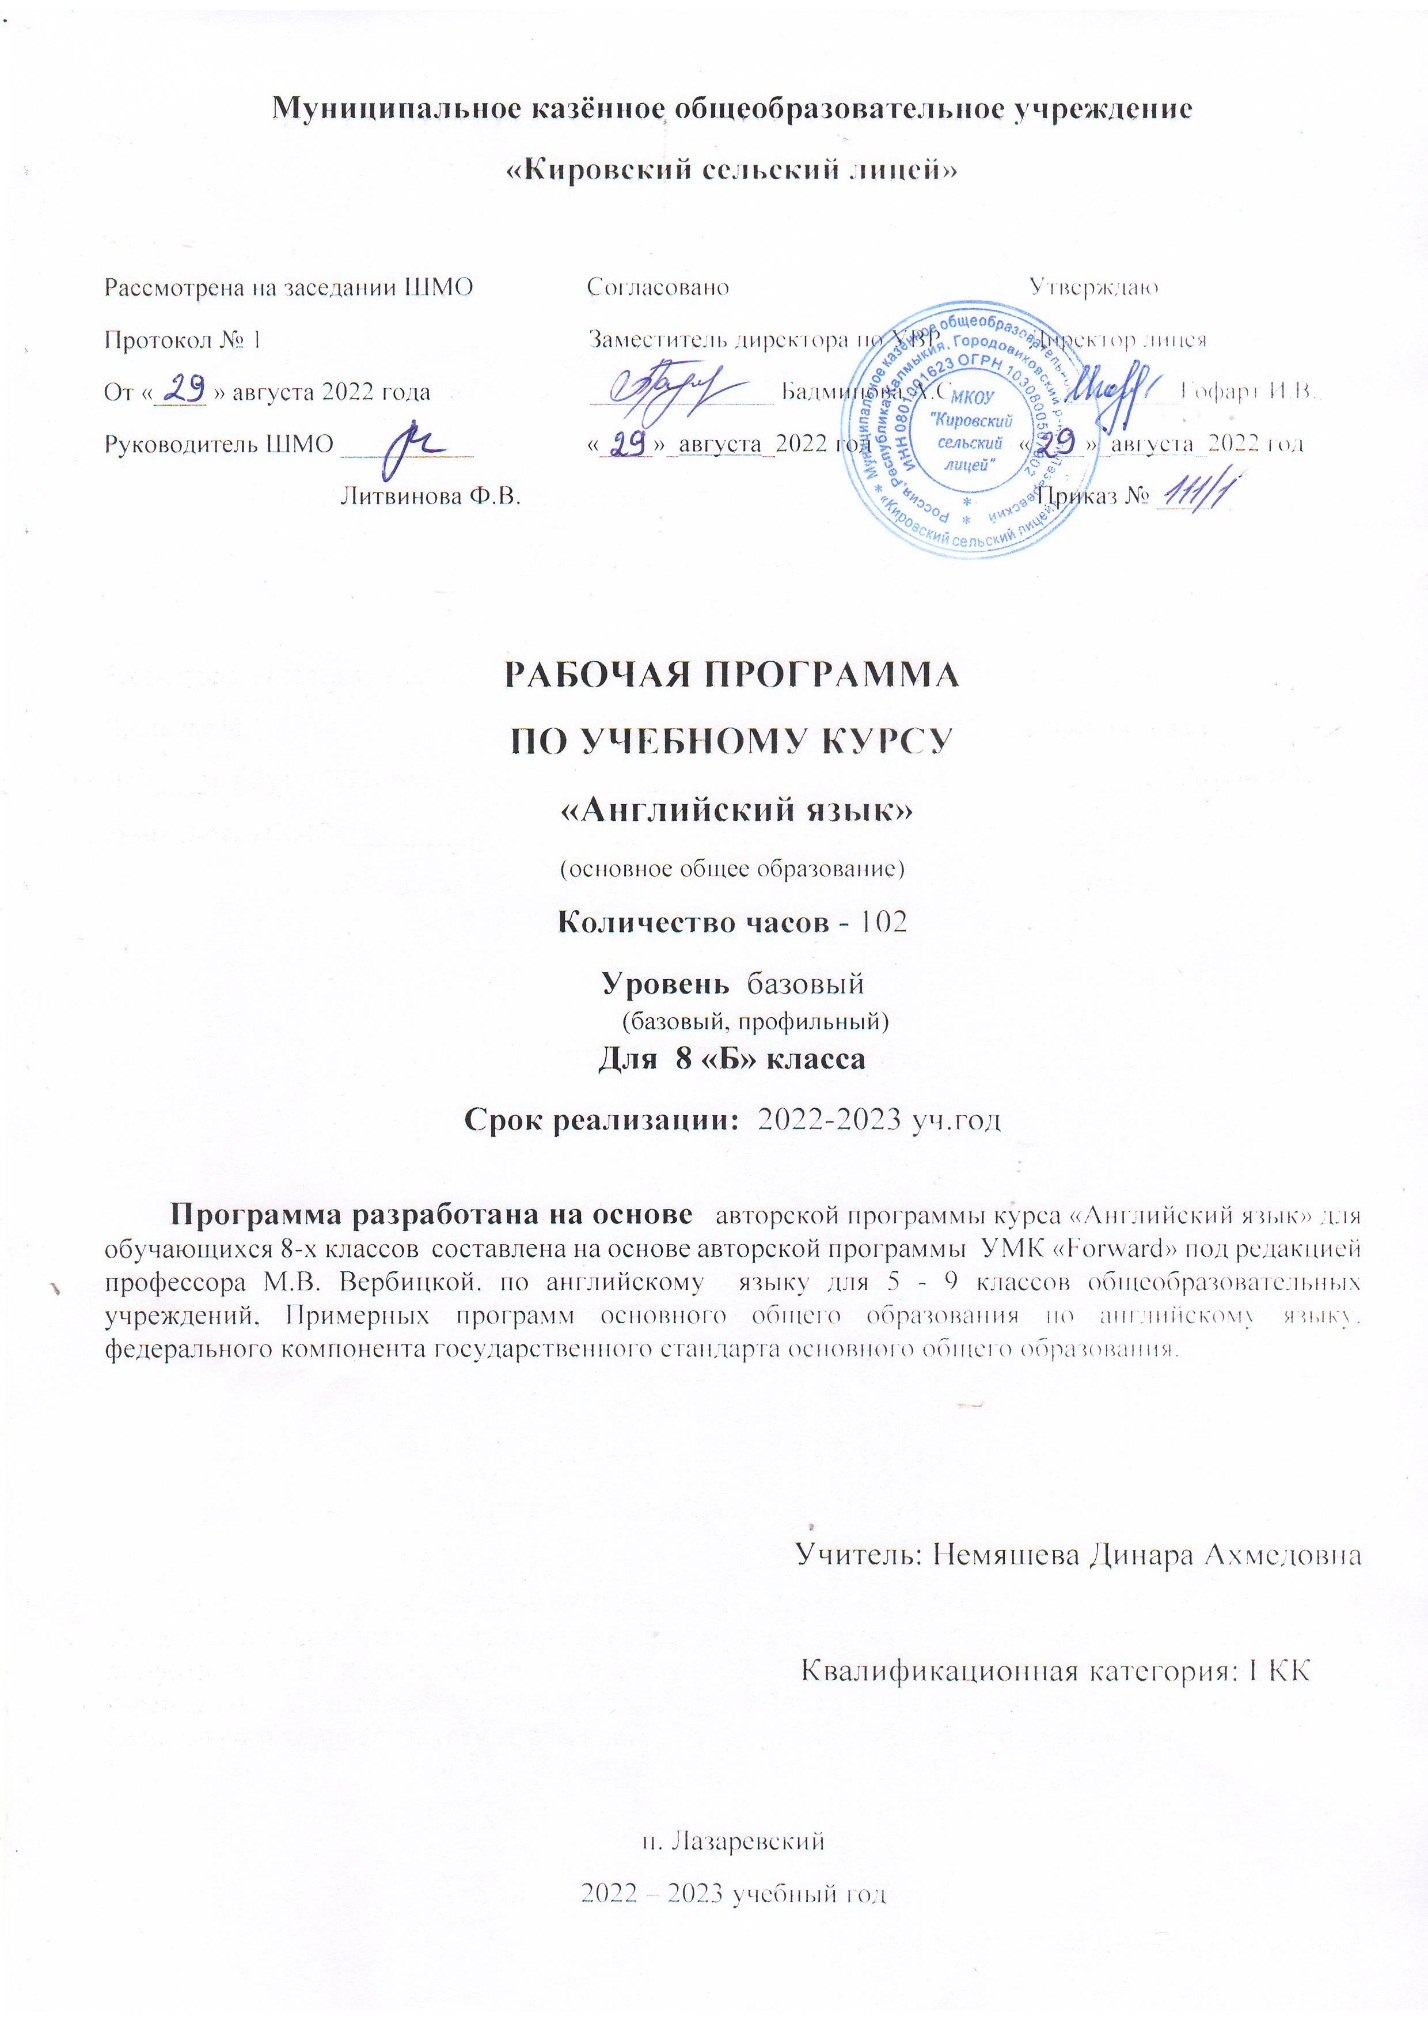 Муниципальное казённое общеобразовательное учреждение
«Кировский сельский лицей»
Рассмотрена на заседании ШМО
Протокол № 1
От «29» августа 2022 года
Руководитель ШМО
Литвинова Ф.В.
Согласовано
Заместитель директора по УВР
Бадминова Х.С
«29»_августа_2022 год
Утверждаю
Директор лицея
Гофарт И.В.
«29»_августа_2022 год
Приказ № 111/1
МКОУ
"Кировский
сельский
лицей"
РАБОЧАЯ ПРОГРАММА
ПО УЧЕБНОМУ КУРСУ
«Английский язык»
(основное общее образование)
Количество часов - 102
Уровень базовый
(базовый, профильный)
Для 8 «Б» класса
Срок реализации: 2022-2023 уч.год
Программа разработана на основе авторской программы курса «Английский язык» для
обучающихся 8-х классов составлена на основе авторской программы УМК «Forward» под редакцией
профессора М.В. Вербицкой. по английскому языку для 5 - 9 классов общеобразовательных
учреждений, Примерных программ основного общего образования по английскому языку,
федерального компонента государственного стандарта основного общего образования.
Учитель: Немяшева Динара Ахмедовна
Квалификационная категория: I КК
п. Лазаревский
2022 – 2023 учебный год